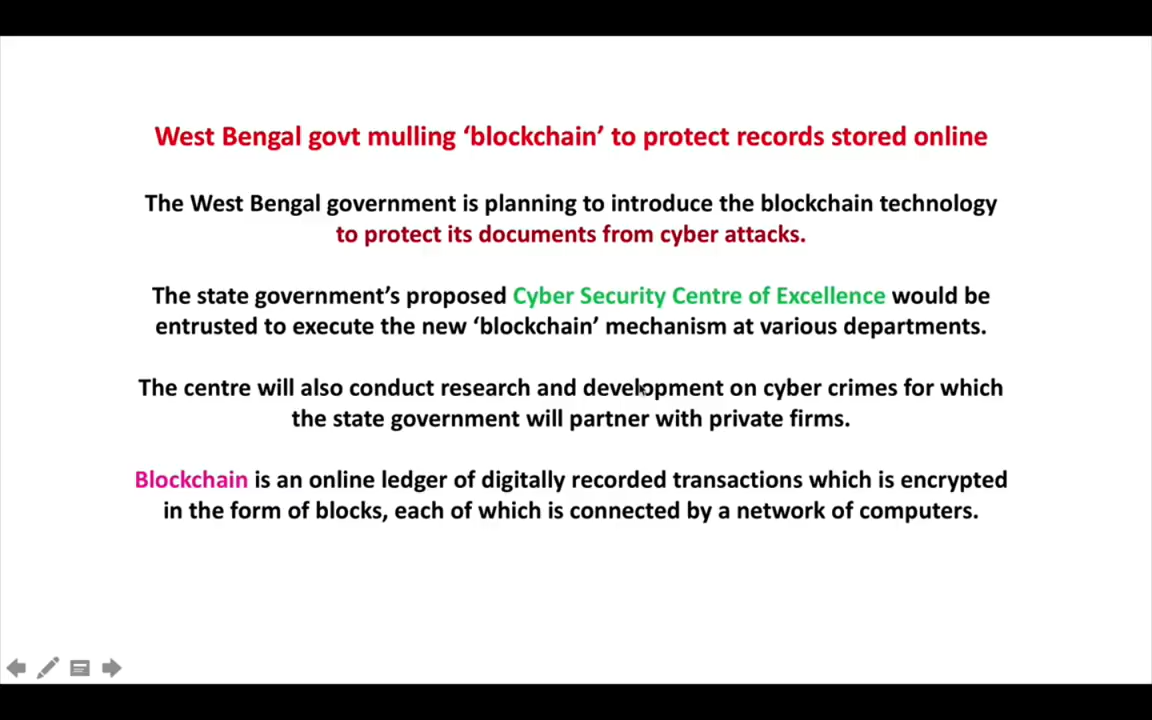 West Bengal govt mulling ‘blockchain’ to protect records stored online
The West Bengal government is planning to introduce the blockchain technology
to protect its documents from cyber attacks.
The state government’s proposed Cyber Security Centre of Excellence would be
entrusted to execute the new ‘blockchain’ mechanism at various departments.
The centre will also conduct research and development on cyber crimes for which
the state government will partner with private firms.
Blockchain is an online ledger of digitally recorded transactions which is encrypted
in the form of blocks, each of which is connected by a network of computers.